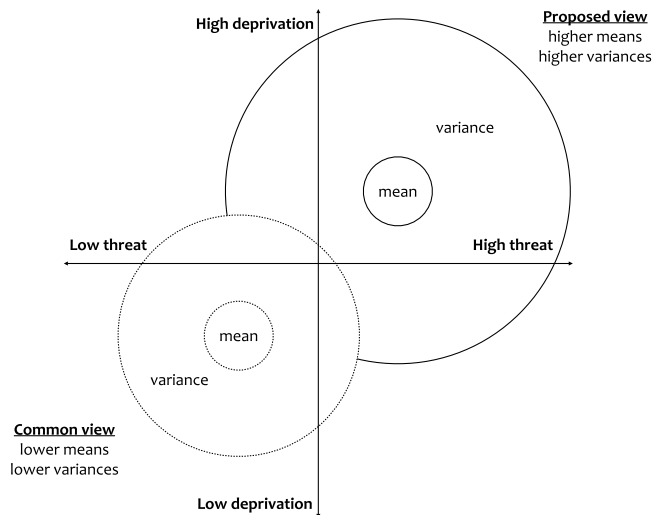 High deprivation
Proposed view
higher means
higher variances
variance
mean
Low threat
High threat
mean
variance
Common view
lower means
lower variances
Low deprivation